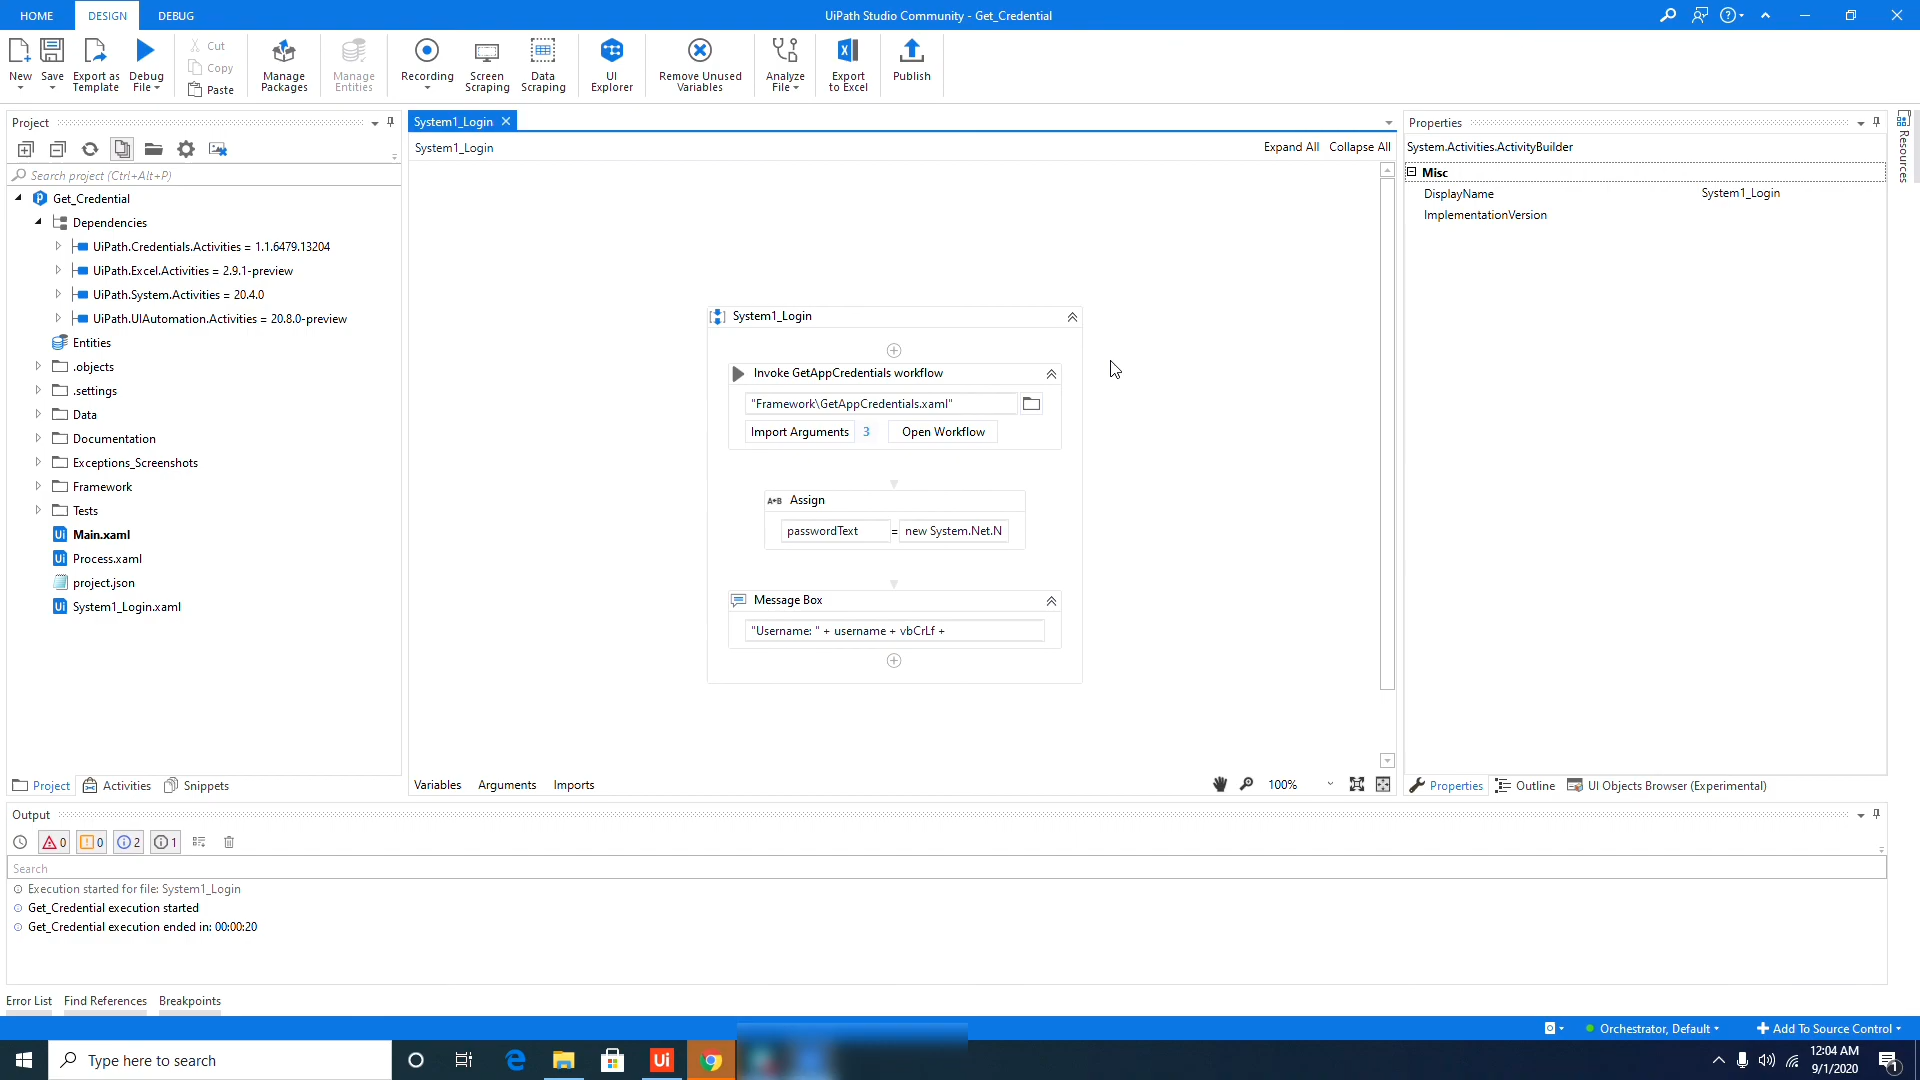 HOME DESIGN DEBUG
UiPath Studio Community - Get_Credential
New Save Export as Template Debug File
Cut
Copy
Paste
Manage Packages
Manage Entities
Recording
Screen Scraping
Data Scraping
UI Explorer
Remove Unused Variables
Analyze File
Export to Excel
Publish
Project
Search project (Ctrl+Alt+P)
Get_Credential
Dependencies
UiPath.Credentials.Activities = 1.1.6479.13204
UiPath.Excel.Activities = 2.9.1-preview
UiPath.System.Activities = 20.4.0
UiPath.UIAutomation.Activities = 20.8.0-preview
Entities
.objects
.settings
Data
Documentation
Exceptions_Screenshots
Framework
Tests
Main.xaml
Process.xaml
project.json
System1_Login.xaml
Project Activities Snippets
System1_Login
System1_Login
Expand All Collapse All
System1_Login
Invoke GetAppCredentials workflow
"Framework\GetAppCredentials.xaml"
Import Arguments 3 Open Workflow
A+B Assign
passwordText = new System.Net.N
Message Box
"Username: " + username + vbCrLf +
Variables Arguments Imports
100%
Properties
System.Activities.ActivityBuilder
Misc
DisplayName System1_Login
ImplementationVersion
Properties Outline UI Objects Browser (Experimental)
Resources
Output
0 0 2 1
Search
Execution started for file: System1_Login
Get_Credential execution started
Get_Credential execution ended in: 00:00:20
Error List Find References Breakpoints
Orchestrator, Default
Add To Source Control
Type here to search
Ui
12:04 AM
9/1/2020
1